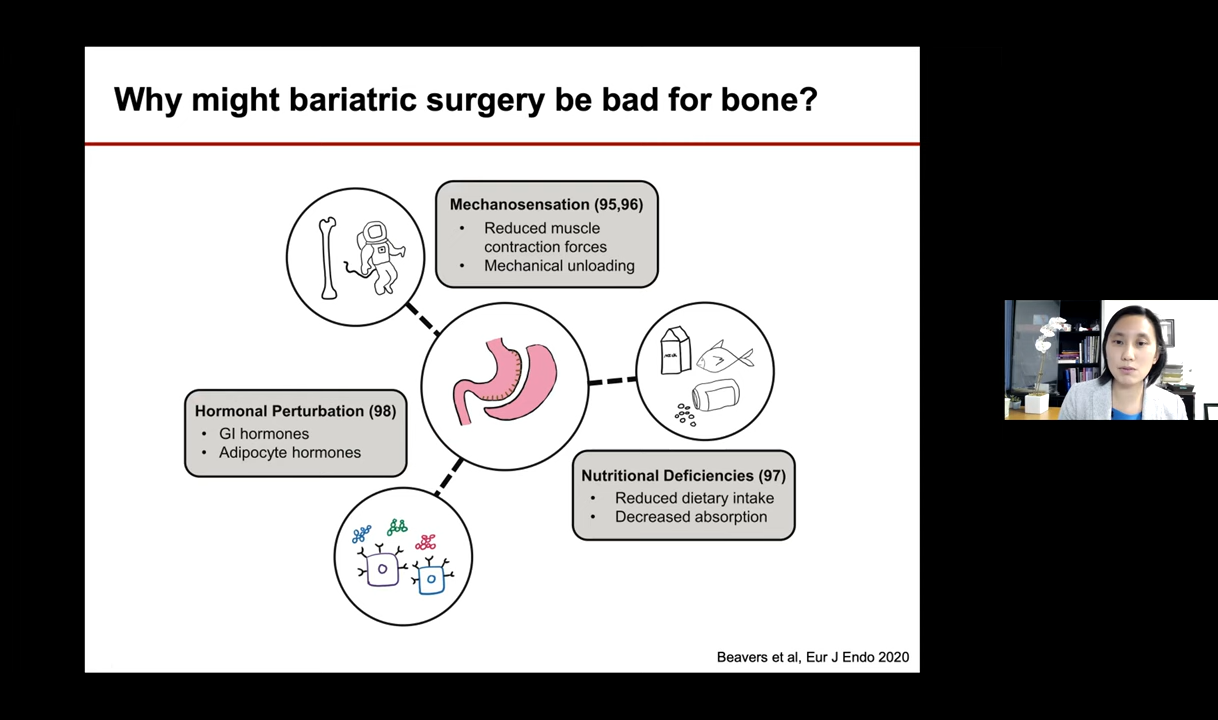 Why might bariatric surgery be bad for bone?
Mechanosensation (95,96)
• Reduced muscle
contraction forces
• Mechanical unloading
MILK
Hormonal Perturbation (98)
• GI hormones
• Adipocyte hormones
Nutritional Deficiencies (97)
• Reduced dietary intake
• Decreased absorption
Beavers et al, Eur J Endo 2020